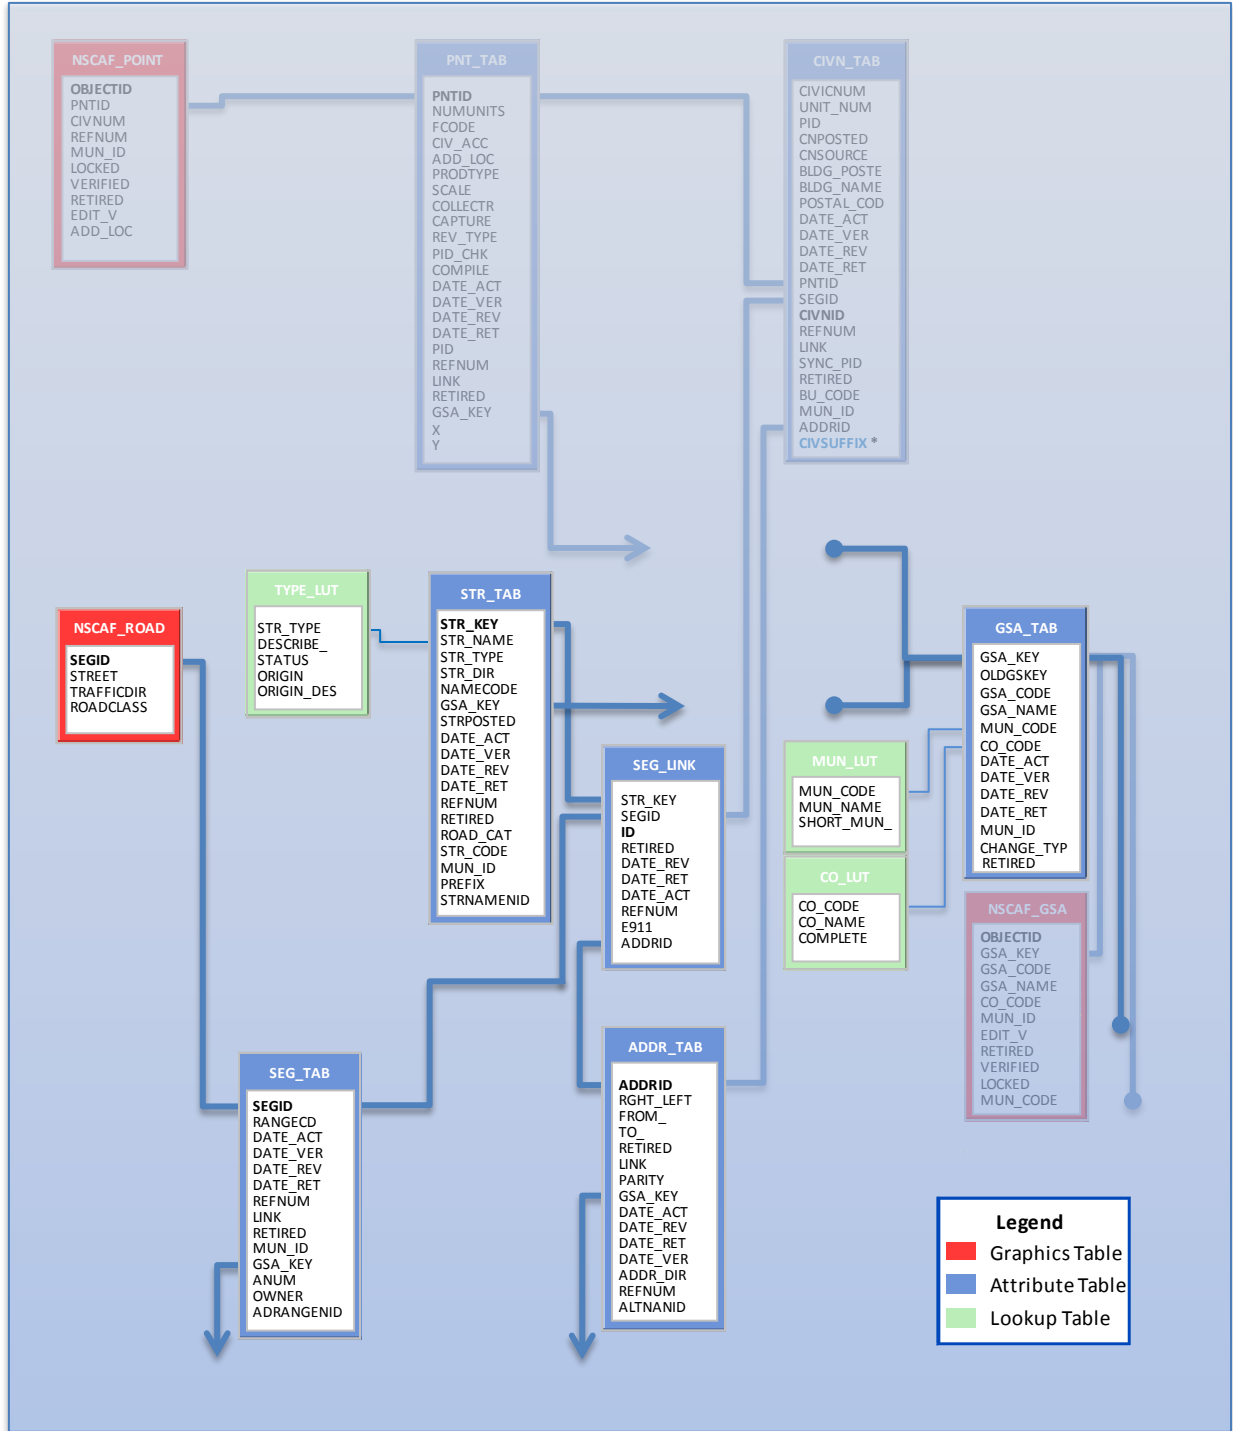 NSCAF_POINT
OBJECTID
PNTID
CIVNUM
REFNUM
MUN_ID
LOCKED
VERIFIED
RETIRED
EDIT_V
ADD_LOC
PNT_TAB
PNTID
NUMUNITS
FCODE
CIV_ACC
ADD_LOC
PRODTYPE
SCALE
COLLECTR
CAPTURE
REV_TYPE
PID_CHK
COMPILE
DATE_ACT
DATE_VER
DATE_REV
DATE_RET
PID
REFNUM
LINK
RETIRED
GSA_KEY
X
Y
CIVN_TAB
CIVICNUM
UNIT_NUM
PID
CNPOSTED
CNSOURCE
BLDG_POSTE
BLDG_NAME
POSTAL_COD
DATE_ACT
DATE_VER
DATE_REV
DATE_RET
PNTID
SEGID
CIVNID
REFNUM
LINK
SYNC_PID
RETIRED
BU_CODE
MUN_ID
ADDRID
CIVSUFFIX *
NSCAF_ROAD
SEGID
STREET
TRAFFICDIR
ROADCLASS
TYPE_LUT
STR_TYPE
DESCRIBE_
STATUS
ORIGIN
ORIGIN_DES
STR_TAB
STR_KEY
STR_NAME
STR_TYPE
STR_DIR
NAMECODE
GSA_KEY
STRPOSTED
DATE_ACT
DATE_VER
DATE_REV
DATE_RET
REFNUM
RETIRED
ROAD_CAT
STR_CODE
MUN_ID
PREFIX
STRNAMENID
SEG_LINK
STR_KEY
SEGID
ID
RETIRED
DATE_REV
DATE_RET
DATE_ACT
REFNUM
E911
ADDRID
MUN_LUT
MUN_CODE
MUN_NAME
SHORT_MUN_
CO_LUT
CO_CODE
CO_NAME
COMPLETE
GSA_TAB
GSA_KEY
OLDGSKEY
GSA_CODE
GSA_NAME
MUN_CODE
CO_CODE
DATE_ACT
DATE_VER
DATE_REV
DATE_RET
MUN_ID
CHANGE_TYP
RETIRED
NSCAF_GSA
OBJECTID
GSA_KEY
GSA_CODE
GSA_NAME
CO_CODE
MUN_ID
EDIT_V
RETIRED
VERIFIED
LOCKED
MUN_CODE
SEG_TAB
SEGID
RANGECD
DATE_ACT
DATE_VER
DATE_REV
DATE_RET
REFNUM
LINK
RETIRED
MUN_ID
GSA_KEY
ANUM
OWNER
ADRANGENID
ADDR_TAB
ADDRID
RGHT_LEFT
FROM_
TO_
RETIRED
LINK
PARITY
GSA_KEY
DATE_ACT
DATE_REV
DATE_RET
DATE_VER
ADDR_DIR
REFNUM
ALTNANID
Legend
Graphics Table
Attribute Table
Lookup Table